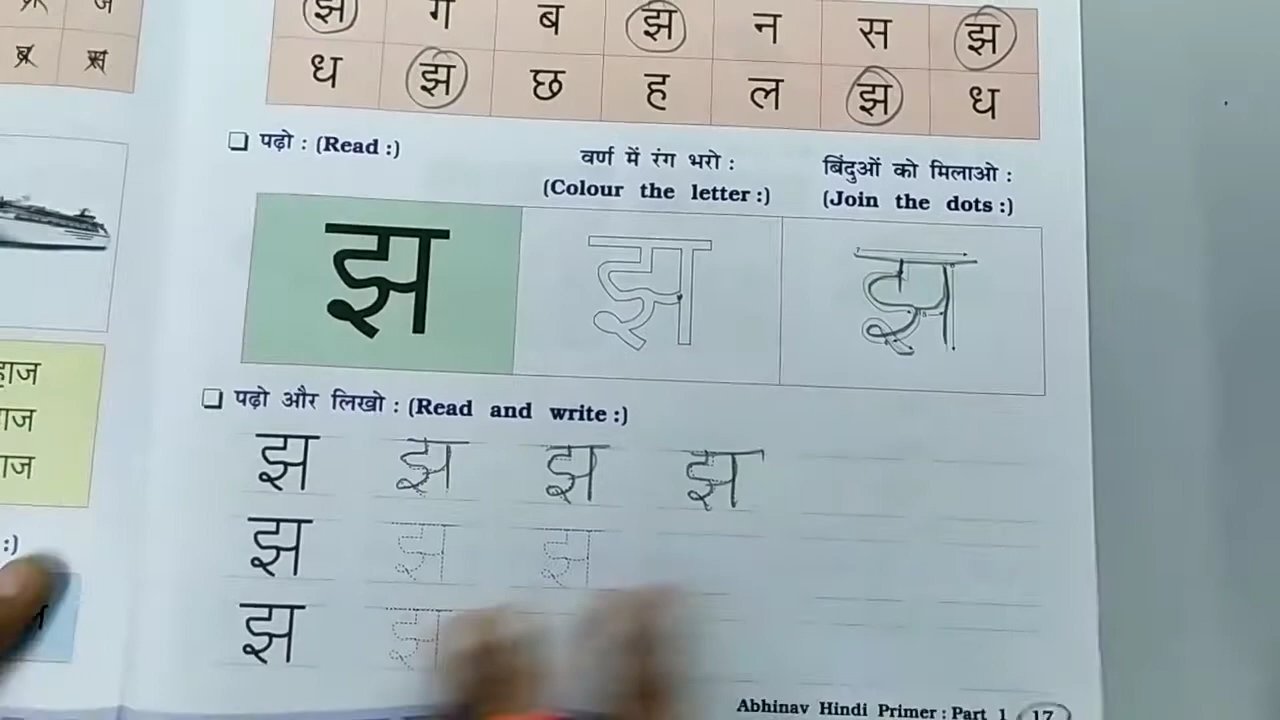 झ ग ब झ न स झ
ध झ छ ह ल झ ध
पढ़ो : (Read :)
वर्ण में रंग भरो :
(Colour the letter :)
बिंदुओं को मिलाओ :
(Join the dots :)
झ झ झ
पढ़ो और लिखो : (Read and write :)
झ झ झ झ
झ झ झ
झ झ
Abhinav Hindi Primer : Part 1 17